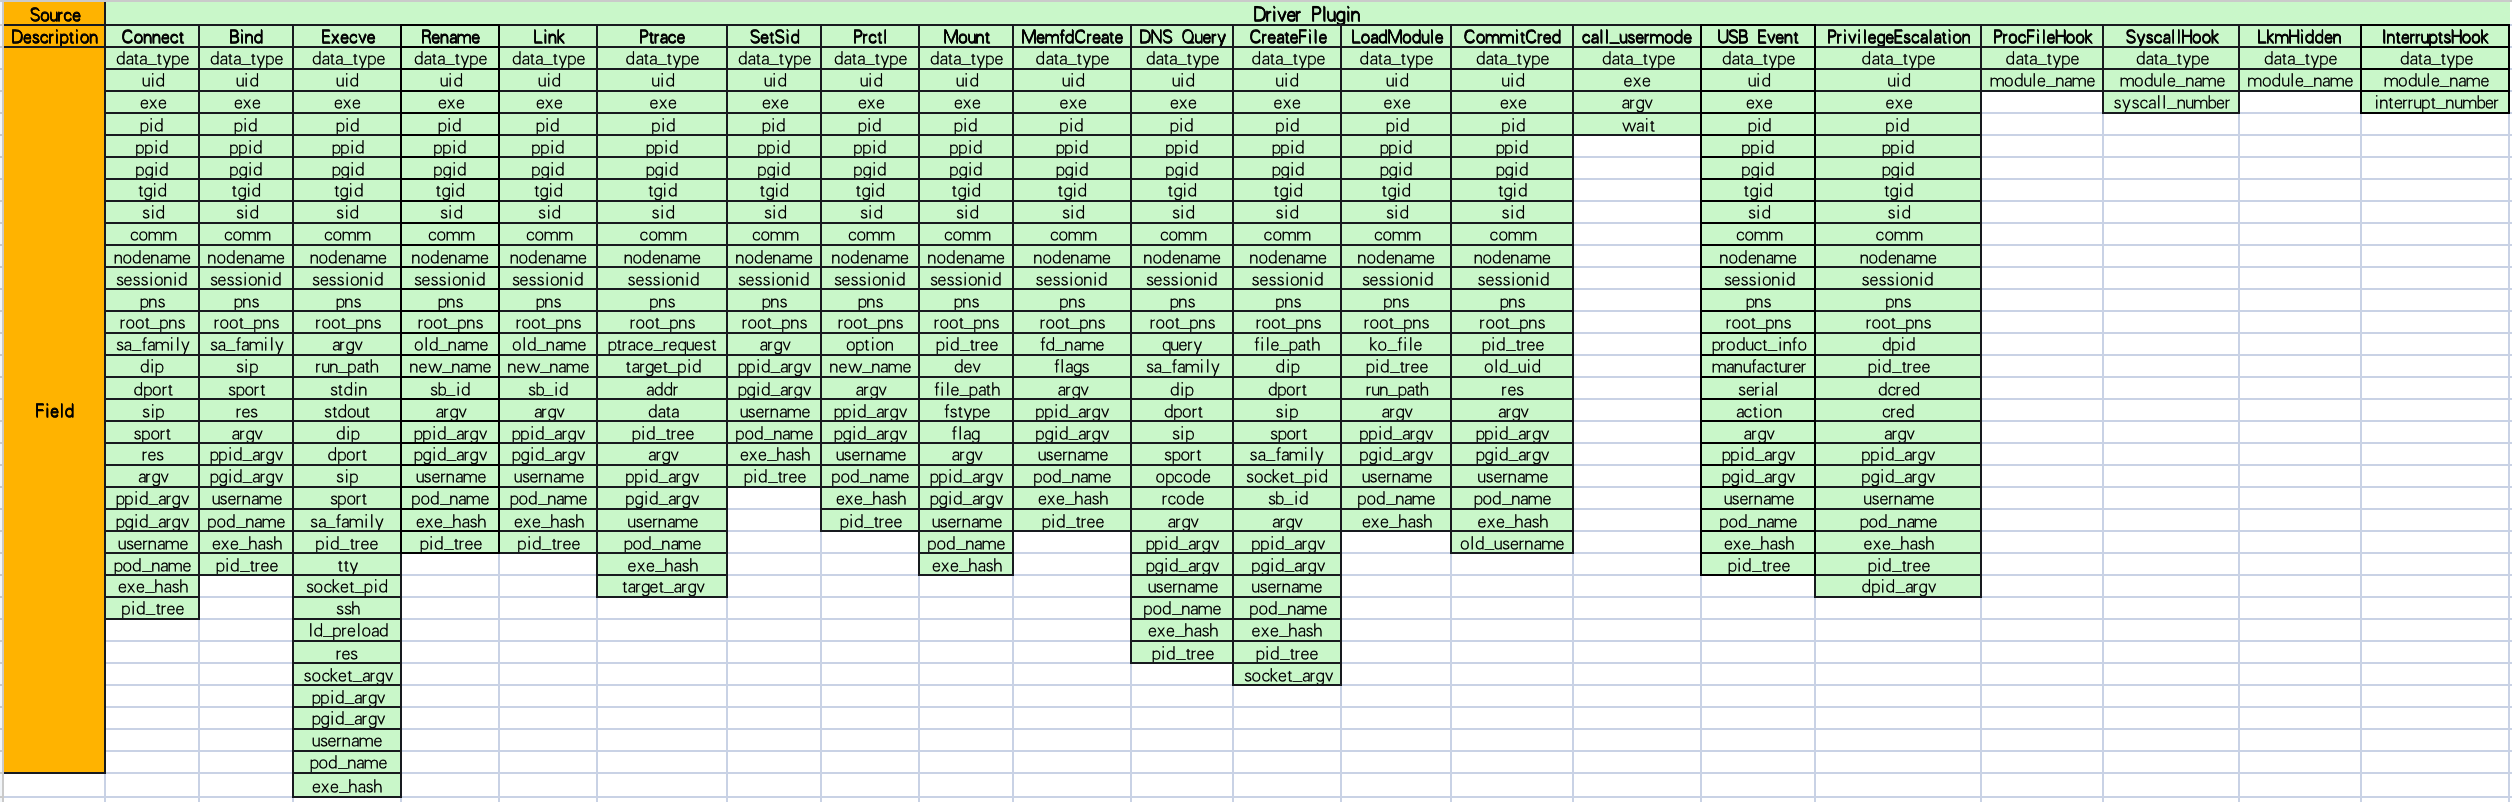 Source Driver Plugin
Description Connect Bind Execve Rename Link Ptrace SetSid Prctl Mount MemfdCreate DNS Query CreateFile LoadModule CommitCred call_usermode USB Event PrivilegeEscalation ProcFileHook SyscallHook LkmHidden InterruptsHook
data_type data_type data_type data_type data_type data_type data_type data_type data_type data_type data_type data_type data_type data_type data_type data_type data_type data_type data_type data_type data_type
uid uid uid uid uid uid uid uid uid uid uid uid uid uid exe uid uid module_name module_name module_name module_name
exe exe exe exe exe exe exe exe exe exe exe exe exe exe argv exe exe syscall_number interrupt_number
pid pid pid pid pid pid pid pid pid pid pid pid pid pid wait pid pid
ppid ppid ppid ppid ppid ppid ppid ppid ppid ppid ppid ppid ppid ppid ppid ppid
pgid pgid pgid pgid pgid pgid pgid pgid pgid pgid pgid pgid pgid pgid pgid pgid
tgid tgid tgid tgid tgid tgid tgid tgid tgid tgid tgid tgid tgid tgid tgid tgid
sid sid sid sid sid sid sid sid sid sid sid sid sid sid sid sid
comm comm comm comm comm comm comm comm comm comm comm comm comm comm comm comm
nodename nodename nodename nodename nodename nodename nodename nodename nodename nodename nodename nodename nodename nodename nodename nodename
sessionid sessionid sessionid sessionid sessionid sessionid sessionid sessionid sessionid sessionid sessionid sessionid sessionid sessionid sessionid sessionid
pns pns pns pns pns pns pns pns pns pns pns pns pns pns pns pns
root_pns root_pns root_pns root_pns root_pns root_pns root_pns root_pns root_pns root_pns root_pns root_pns root_pns root_pns root_pns root_pns
sa_family sa_family argv old_name old_name ptrace_request argv option pid_tree fd_name query file_path ko_file pid_tree product_info dpid
dip sip run_path new_name new_name target_pid ppid_argv new_name dev flags sa_family dip pid_tree old_uid manufacturer pid_tree
dport sport stdin sb_id sb_id addr pgid_argv argv file_path argv dip dport run_path res serial dcred
Field sip res stdout argv argv data username ppid_argv fstype ppid_argv dport sip argv argv action cred
sport argv dip ppid_argv ppid_argv pid_tree pod_name pgid_argv flag pgid_argv sip sport ppid_argv ppid_argv argv argv
res ppid_argv dport pgid_argv pgid_argv argv exe_hash username argv username sport sa_family pgid_argv pgid_argv ppid_argv ppid_argv
argv pgid_argv sip username username ppid_argv pid_tree pod_name ppid_argv pod_name opcode socket_pid username username pgid_argv pgid_argv
ppid_argv username sport pod_name pod_name pgid_argv exe_hash pgid_argv exe_hash rcode sb_id pod_name pod_name username username
pgid_argv pod_name sa_family exe_hash exe_hash username pid_tree username pid_tree argv argv exe_hash exe_hash pod_name pod_name
username exe_hash pid_tree pid_tree pid_tree pod_name pod_name ppid_argv ppid_argv old_username exe_hash exe_hash
pod_name pid_tree tty exe_hash exe_hash pgid_argv pgid_argv pid_tree pid_tree
exe_hash socket_pid target_argv username username dpid_argv
pid_tree ssh pod_name pod_name
ld_preload exe_hash exe_hash
res pid_tree pid_tree
socket_argv socket_argv
ppid_argv
pgid_argv
username
pod_name
exe_hash